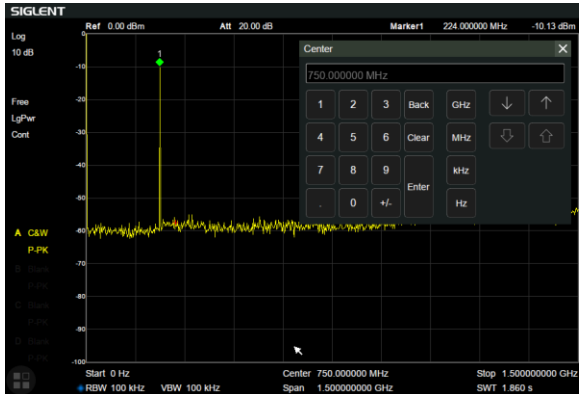 SIGLENT
Log
10 dB
Free
LgPwr
Cont
A C&W
P-PK
B Blank
P-PK
C Blank
P-PK
D Blank
P-PK
Ref 0.00 dBm Att 20.00 dB Marker1 224.000000 MHz -10.13 dBm
0
-10
-20
-30
-40
-50
-60
-70
-80
-90
-100
1
Center X
750.000000 MHz
1 2 3 Back GHz
4 5 6 Clear MHz
7 8 9 Enter kHz
. 0 +/- Hz
Start 0 Hz Center 750.000000 MHz Stop 1.500000000 GHz
RBW 100 kHz VBW 100 kHz Span 1.500000000 GHz SWT 1.860 s